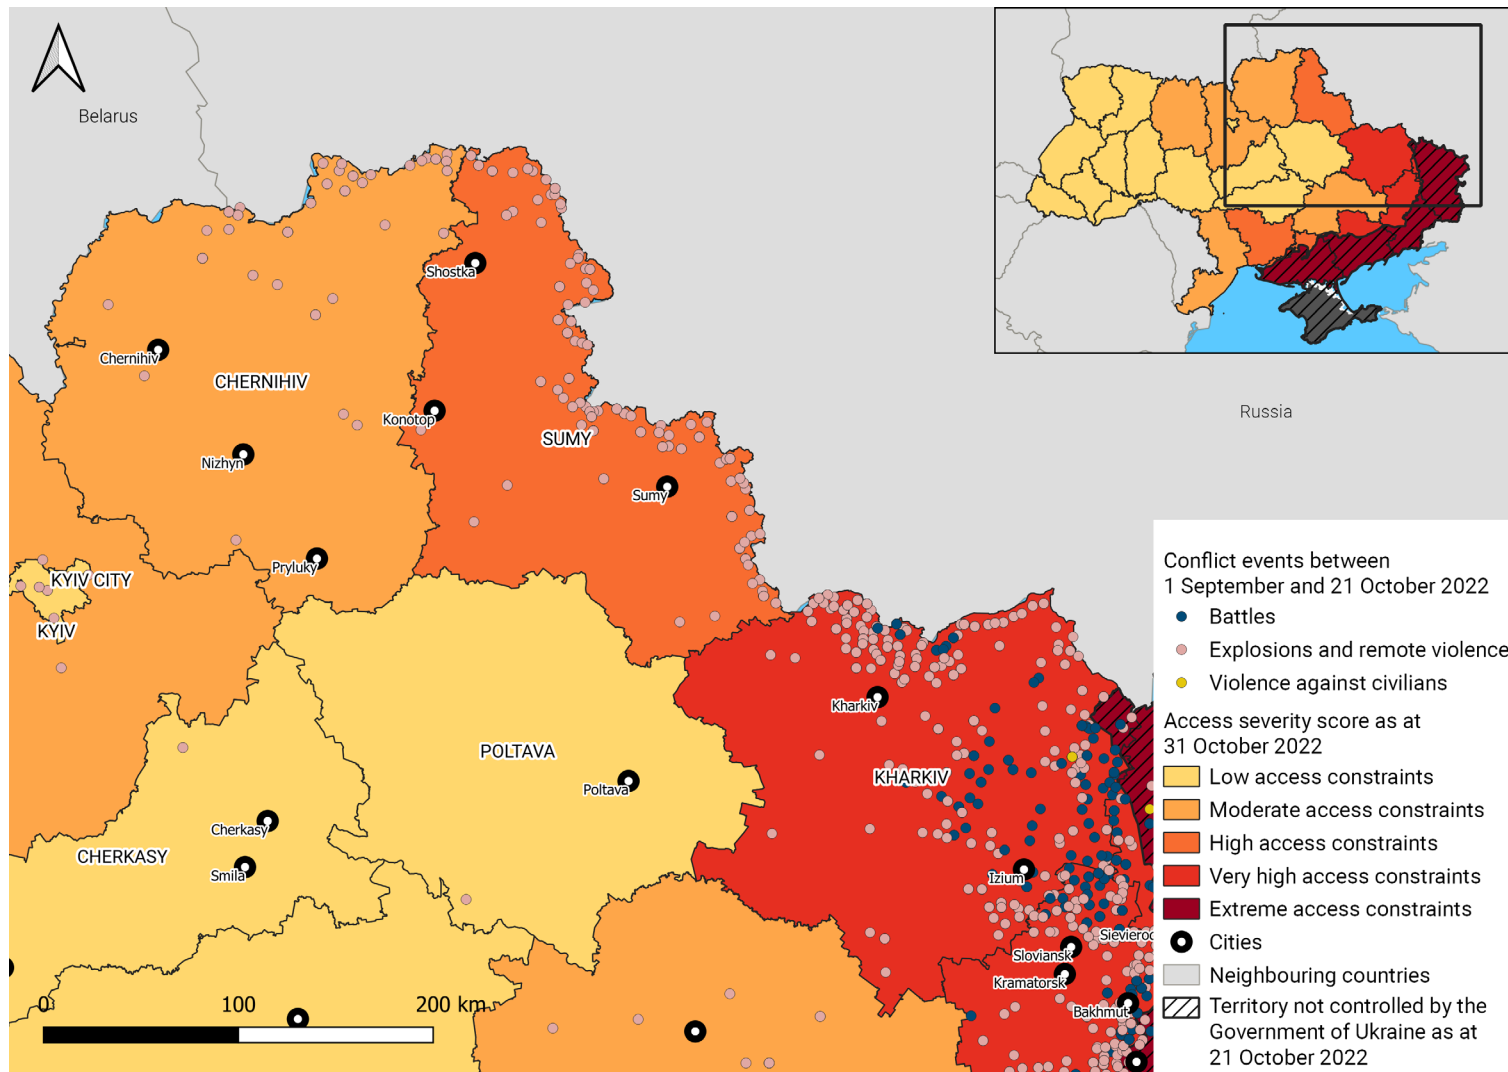 Belarus
Shostka
Chernihiv
CHERNIHIV
Konotop
SUMY
Russia
Nizhyn
Sumy
Pryluky
KYIV CITY
KYIV
Kharkiv
POLTAVA
KHARKIV
Poltava
Cherkasy
CHERKASY
Smila
Izium
Sieviero
Sloviansk
Kramatorsk
Bakhmut
0 100 200 km
Conflict events between
1 September and 21 October 2022
Battles
Explosions and remote violence
Violence against civilians
Access severity score as at
31 October 2022
Low access constraints
Moderate access constraints
High access constraints
Very high access constraints
Extreme access constraints
Cities
Neighbouring countries
Territory not controlled by the
Government of Ukraine as at
21 October 2022